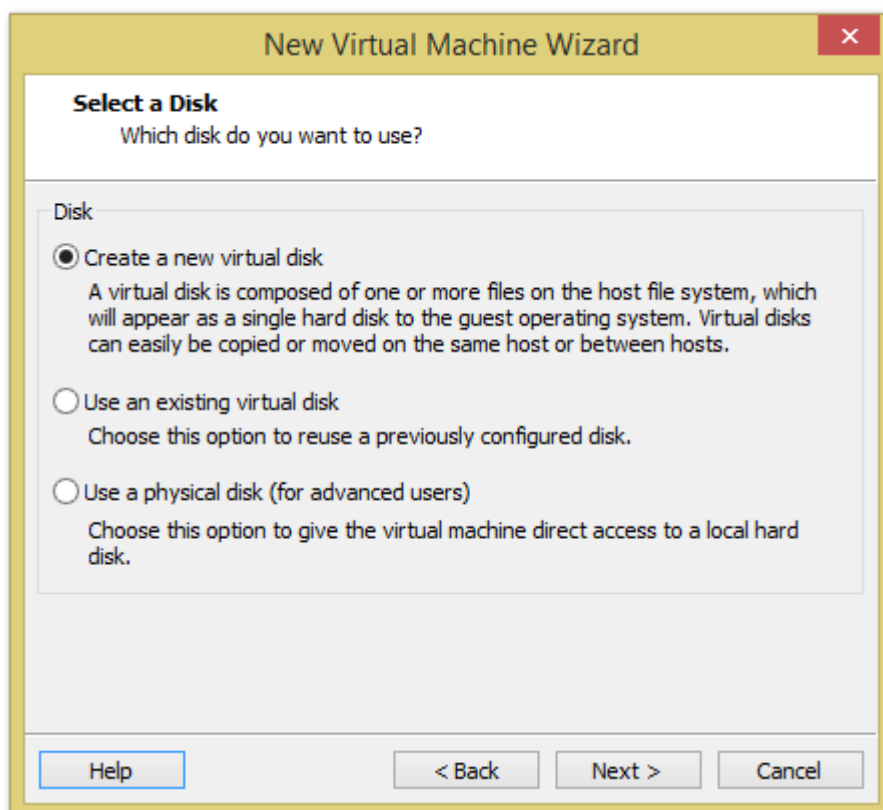 New Virtual Machine Wizard
Select a Disk
Which disk do you want to use?
Disk
Create a new virtual disk
A virtual disk is composed of one or more files on the host file system, which
will appear as a single hard disk to the guest operating system. Virtual disks
can easily be copied or moved on the same host or between hosts.
Use an existing virtual disk
Choose this option to reuse a previously configured disk.
Use a physical disk (for advanced users)
Choose this option to give the virtual machine direct access to a local hard
disk.
Help
< Back
Next >
Cancel